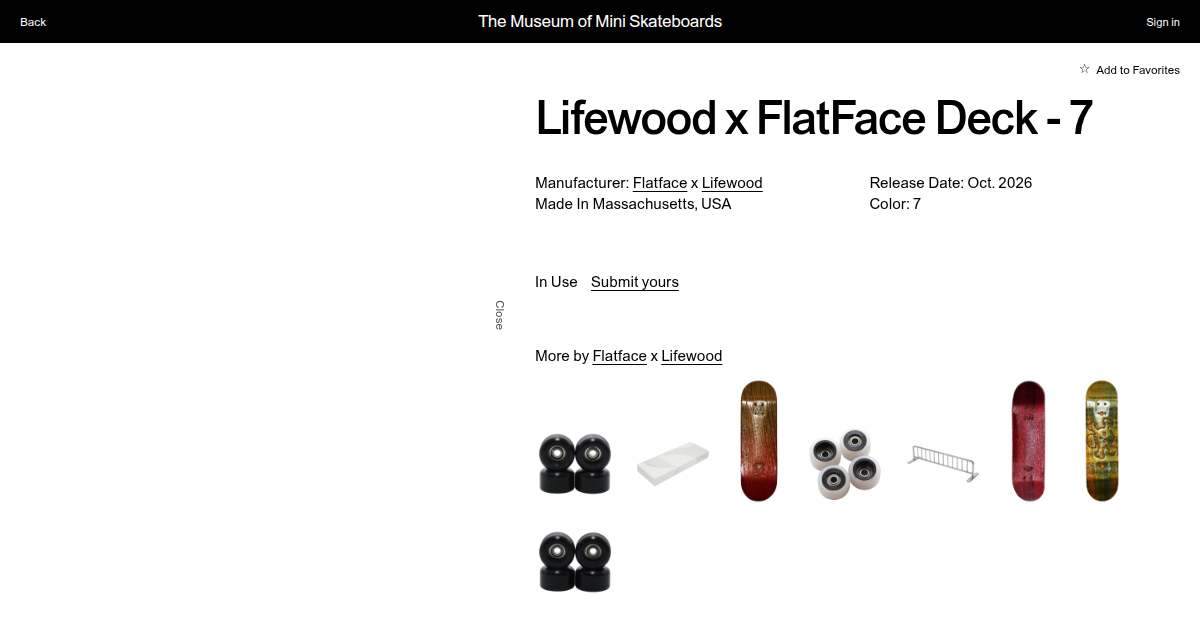 Back
The Museum of Mini Skateboards
Sign in
☆ Add to Favorites
Lifewood x FlatFace Deck - 7
Manufacturer: Flatface x Lifewood
Made In Massachusetts, USA
Release Date: Oct. 2026
Color: 7
In Use Submit yours
Close
More by Flatface x Lifewood